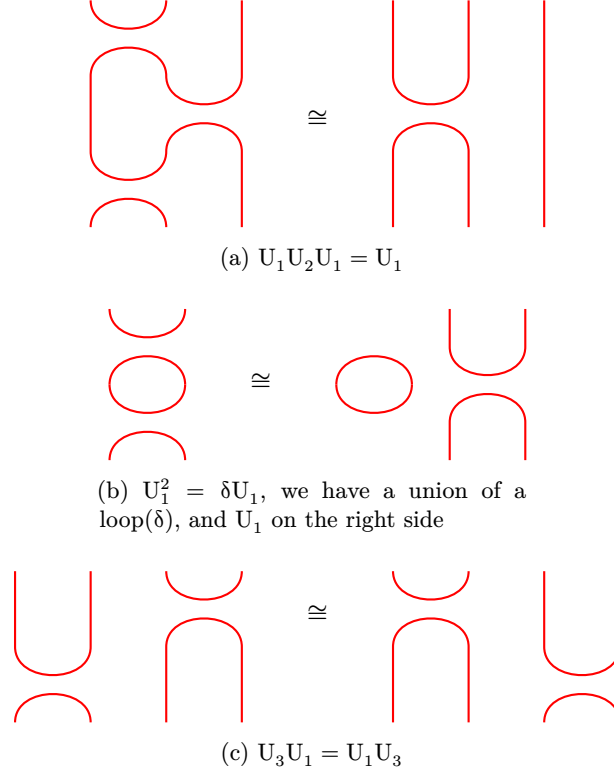 ≅
(a) U₁U₂U₁ = U₁
≅
(b) U₁² = δU₁, we have a union of a
loop(δ), and U₁ on the right side
≅
(c) U₃U₁ = U₁U₃